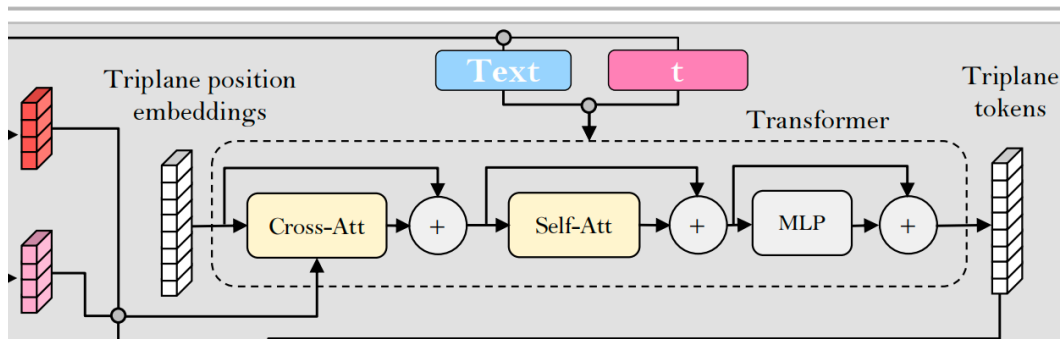 Text
t
Triplane position
embeddings
Triplane
tokens
Transformer
Cross-Att
+
Self-Att
+
MLP
+